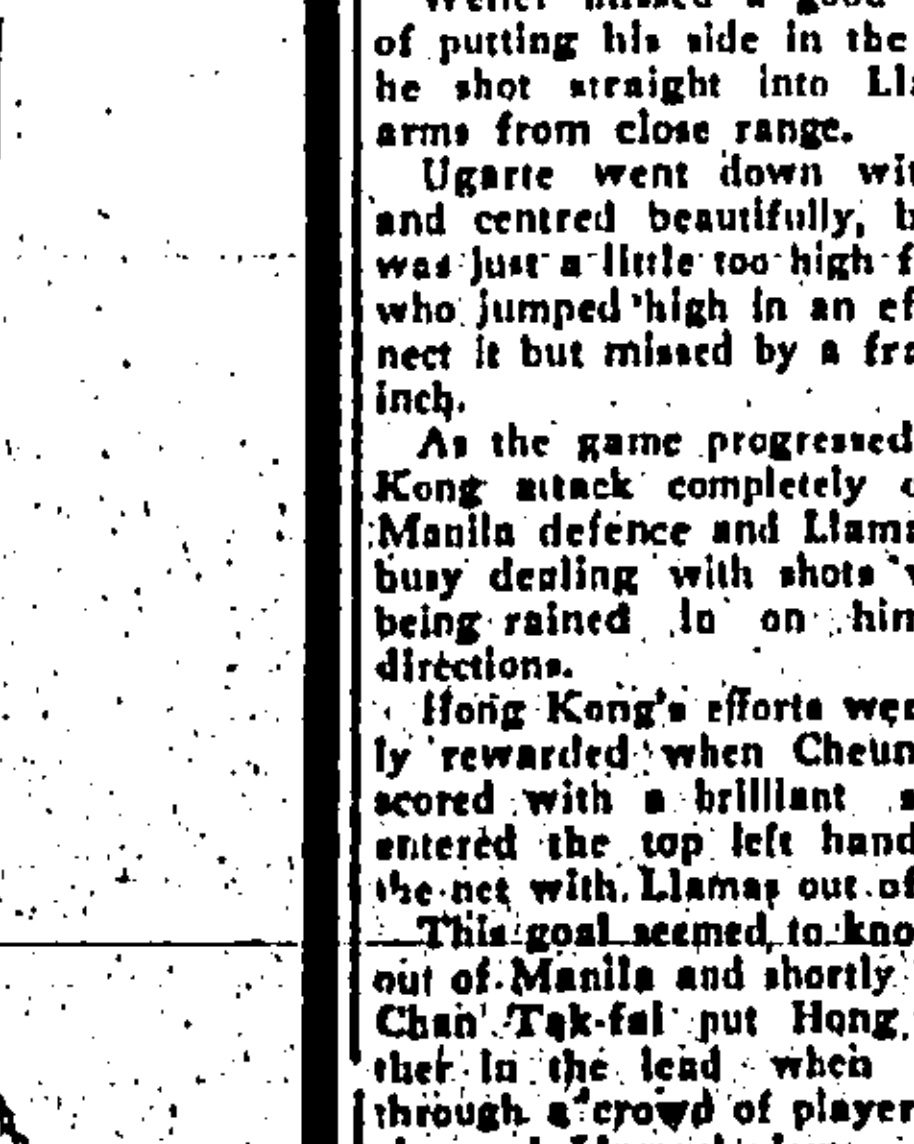 Weller missed a good
of putting his side in the
he shot straight into Lla
arms from close range.
Ugarte went down wit
and centred beautifully, b
was just a little too high f
who jumped high in an ef
nect it but missed by a fra
inch.
As the game progressed
Kong attack completely
Manila defence and Llama
busy dealing with shots
being rained in on him
directions.
Hong Kong's efforts wer
ly rewarded when Cheun
scored with a brilliant s
entered the top left hand
the net with Llamas out of
This goal seemed to kno
out of Manila and shortly
Chan Tak-fai put Hong
ther in the lead when
through a crowd of player